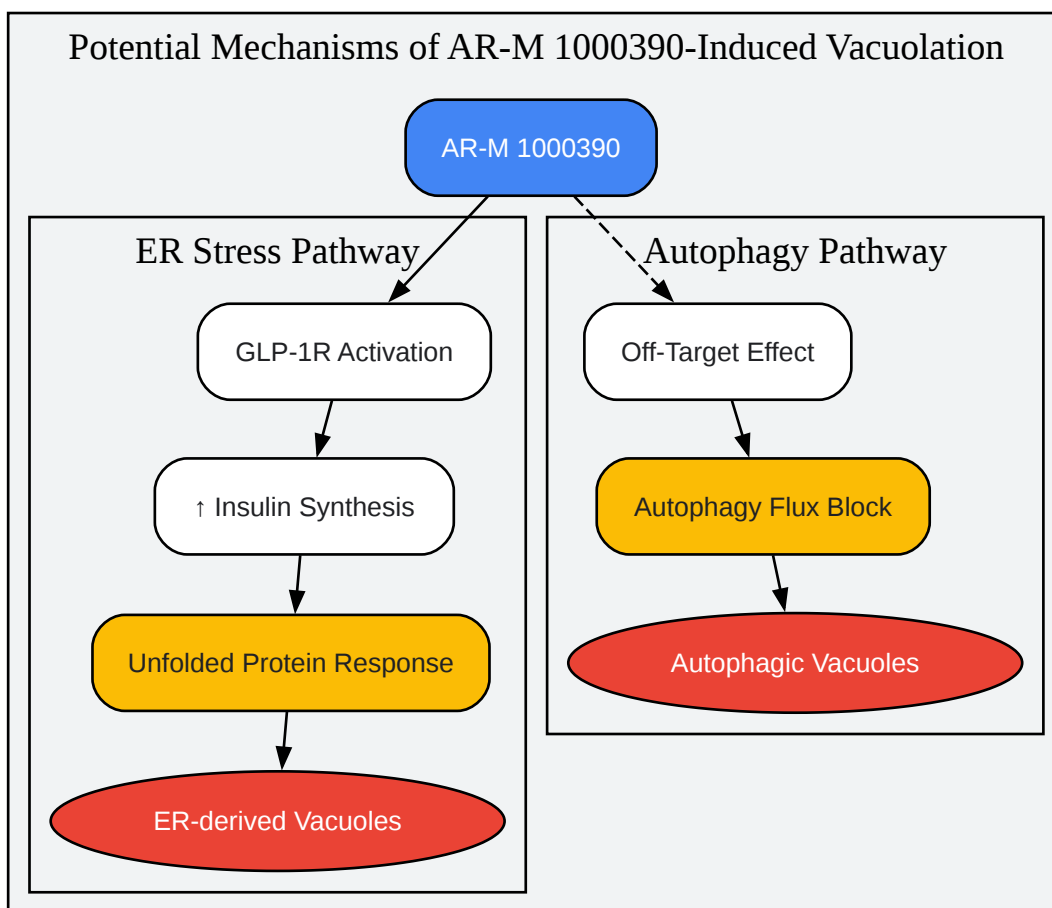 Potential Mechanisms of AR-M 1000390-Induced Vacuolation
AR-M 1000390
ER Stress Pathway
GLP-1R Activation
↑ Insulin Synthesis
Unfolded Protein Response
ER-derived Vacuoles
Autophagy Pathway
Off-Target Effect
Autophagy Flux Block
Autophagic Vacuoles